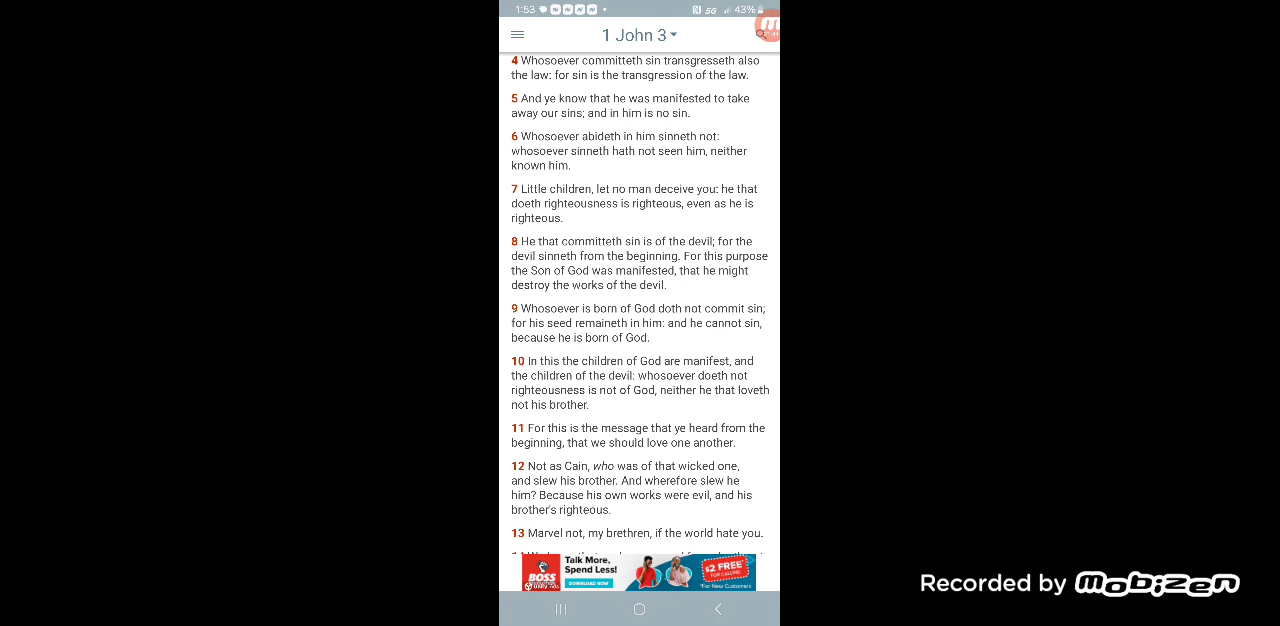 1:53
5G
43%
1 John 3
4 Whosoever committeth sin transgresseth also
the law: for sin is the transgression of the law.
5 And ye know that he was manifested to take
away our sins; and in him is no sin.
6 Whosoever abideth in him sinneth not:
whosoever sinneth hath not seen him, neither
known him.
7 Little children, let no man deceive you: he that
doeth righteousness is righteous, even as he is
righteous.
8 He that committeth sin is of the devil; for the
devil sinneth from the beginning. For this purpose
the Son of God was manifested, that he might
destroy the works of the devil.
9 Whosoever is born of God doth not commit sin;
for his seed remaineth in him: and he cannot sin,
because he is born of God.
10 In this the children of God are manifest, and
the children of the devil: whosoever doeth not
righteousness is not of God, neither he that loveth
not his brother.
11 For this is the message that ye heard from the
beginning, that we should love one another.
12 Not as Cain, who was of that wicked one,
and slew his brother. And wherefore slew he
him? Because his own works were evil, and his
brother's righteous.
13 Marvel not, my brethren, if the world hate you.
BOSS
Talk More,
Spend Less!
DOWNLOAD NOW
$2 FREE
FOR CALLING
*For New Customers
Recorded by mobizen